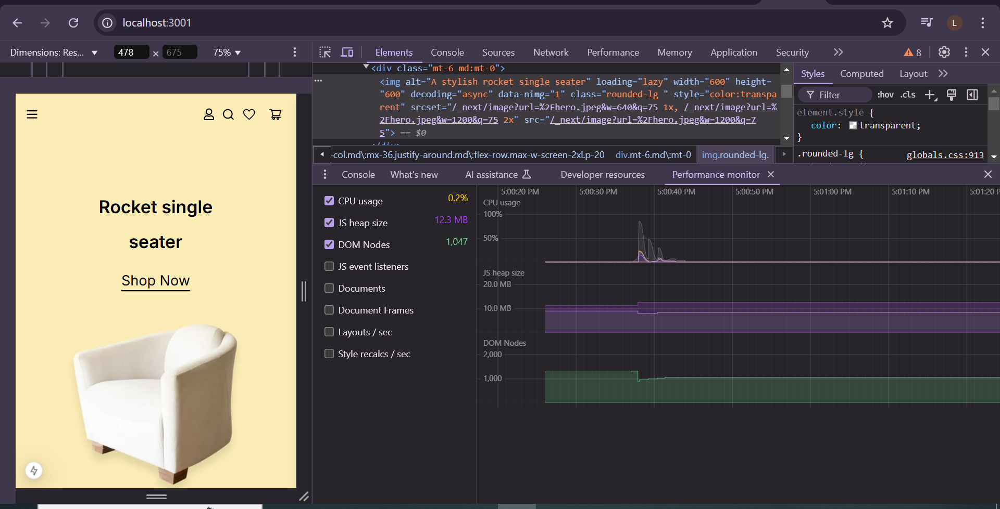 localhost:3001
L
Dimensions: Res...
478
×
675
75%
Elements
Console
Sources
Network
Performance
Memory
Application
Security
8
<div class="mt-6 md:mt-0">
<img alt="A stylish rocket single seater" loading="lazy" width="600" height=
"600" decoding="async" data-nimg="1" class="rounded-lg " style="color:transpa
rent" srcset="/_next/image?url=%2Fhero.jpeg&w=640&q=75 1x, /_next/image?url=%
2Fhero.jpeg&w=1200&q=75 2x" src="/_next/image?url=%2Fhero.jpeg&w=1200&q=7
5"> == $0
-col.md\:mx-36.justify-around.md\:flex-row.max-w-screen-2xl.p-20
div.mt-6.md\:mt-0
img.rounded-lg.
Styles
Computed
Layout
Filter
:hov
.cls
element.style {
color: transparent;
}
.rounded-lg {
globals.css:913
Console
What's new
AI assistance
Developer resources
Performance monitor
CPU usage
0.2%
JS heap size
12.3 MB
DOM Nodes
1,047
JS event listeners
Documents
Document Frames
Layouts / sec
Style recalcs / sec
5:00:20 PM
5:00:30 PM
5:00:40 PM
5:00:50 PM
5:01:00 PM
5:01:10 PM
5:01:20 P
CPU usage
100%
50%
JS heap size
20.0 MB
10.0 MB
DOM Nodes
2,000
1,000
Rocket single
seater
Shop Now